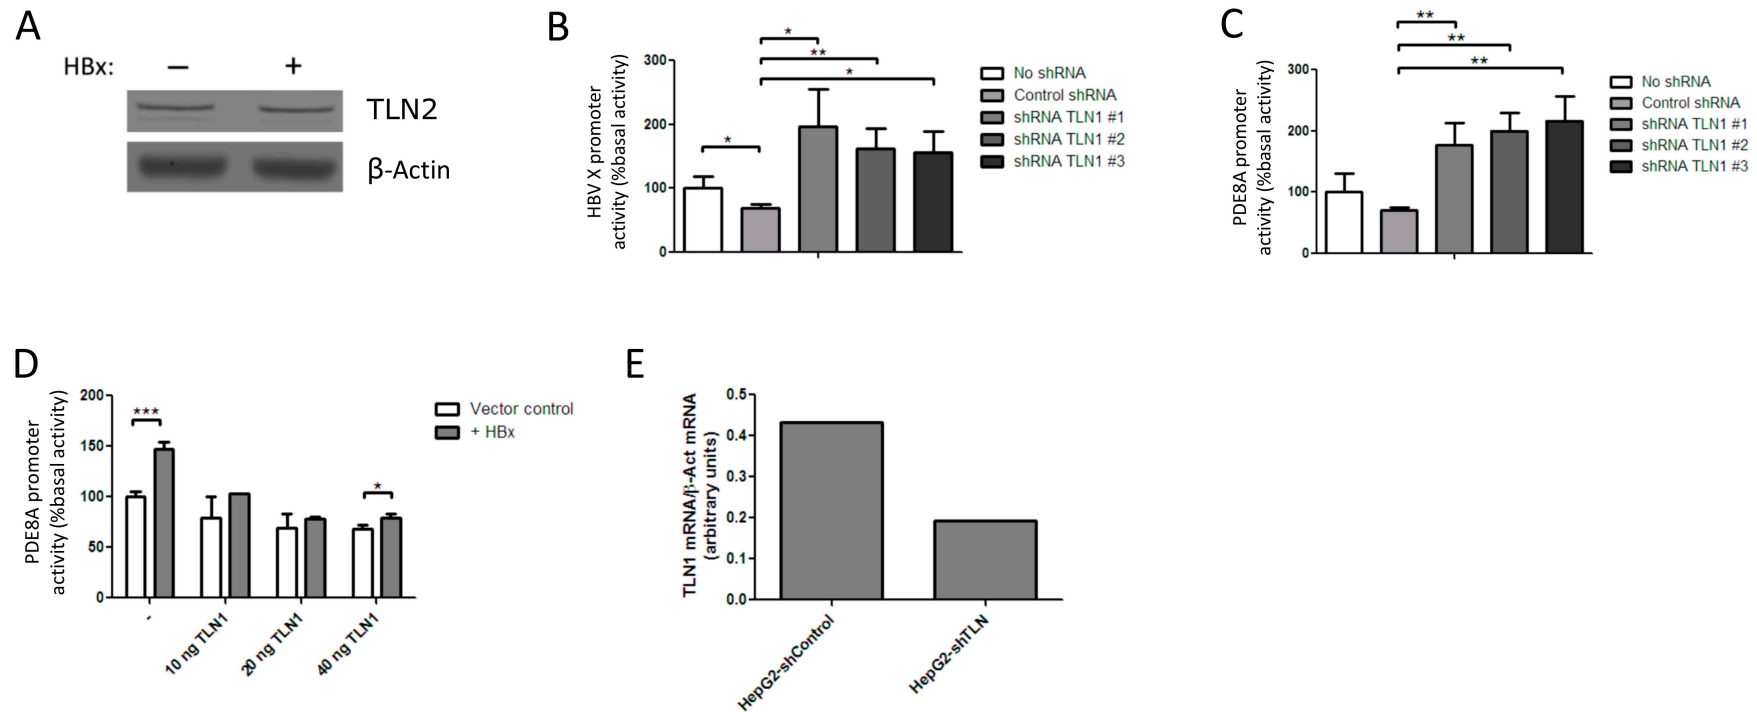 A
HBx: – +
TLN2
β-Actin
B
HBV X promoter
activity (%basal activity)
300
200
100
0
*
*
**
*
No shRNA
Control shRNA
shRNA TLN1 #1
shRNA TLN1 #2
shRNA TLN1 #3
C
PDE8A promoter
activity (%basal activity)
300
200
100
0
**
**
**
No shRNA
Control shRNA
shRNA TLN1 #1
shRNA TLN1 #2
shRNA TLN1 #3
D
PDE8A promoter
activity (%basal activity)
200
150
100
50
0
***
*
-
10 ng TLN1
20 ng TLN1
40 ng TLN1
Vector control
+ HBx
E
TLN1 mRNA/β-Act mRNA
(arbitrary units)
0.5
0.4
0.3
0.2
0.1
0.0
HepG2-shControl
HepG2-shTLN